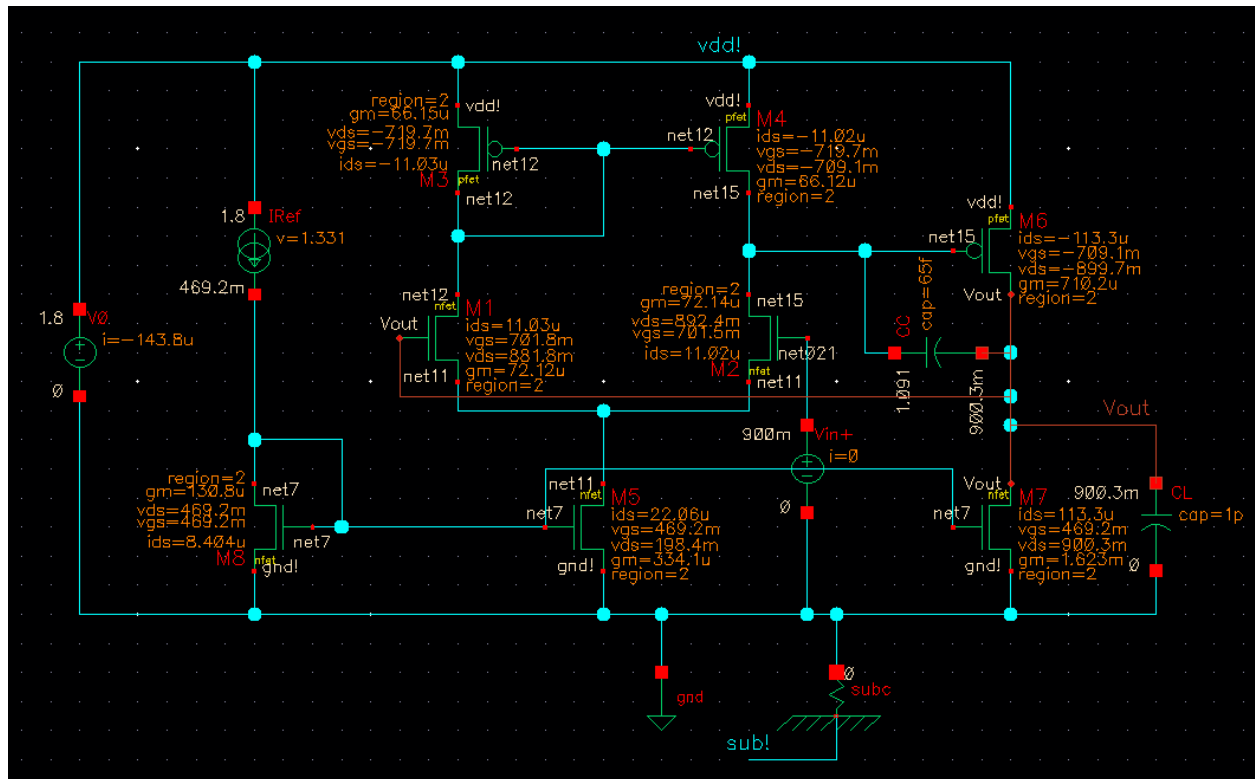 vdd!
region=2
gm=66.15u
vds=-719.7m
vgs=-719.7m
ids=-11.03u
M3
vdd!
pfet
net12
net12
vdd!
pfet
M4
net12
net15
ids=-11.02u
vgs=-719.7m
vds=-709.1m
gm=66.12u
region=2
1.8
IRef
v=1.331
469.2m
vdd!
pfet
M6
net15
Vout
ids=-113.3u
vgs=-709.1m
vds=-899.7m
gm=710.2u
region=2
1.8
V0
i=-143.8u
0
net12
nfet
M1
Vout
net11
ids=11.03u
vgs=701.8m
vds=881.8m
gm=72.12u
region=2
region=2
gm=72.14u
vds=892.4m
vgs=701.5m
ids=11.02u
M2
net15
nfet
net11
net021
cap=65f
CC
1.091
900.3m
Vout
900m
Vin+
i=0
0
region=2
gm=130.8u
vds=469.2m
vgs=469.2m
ids=8.404u
M8
net7
net7
nfet
gnd!
net11
nfet
M5
gnd!
ids=22.06u
vgs=469.2m
vds=198.4m
gm=334.1u
region=2
Vout
nfet
M7
net7
gnd!
ids=113.3u
vgs=469.2m
vds=900.3m
gm=1.623m
region=2
900.3m
CL
cap=1p
0
gnd
0
subc
sub!